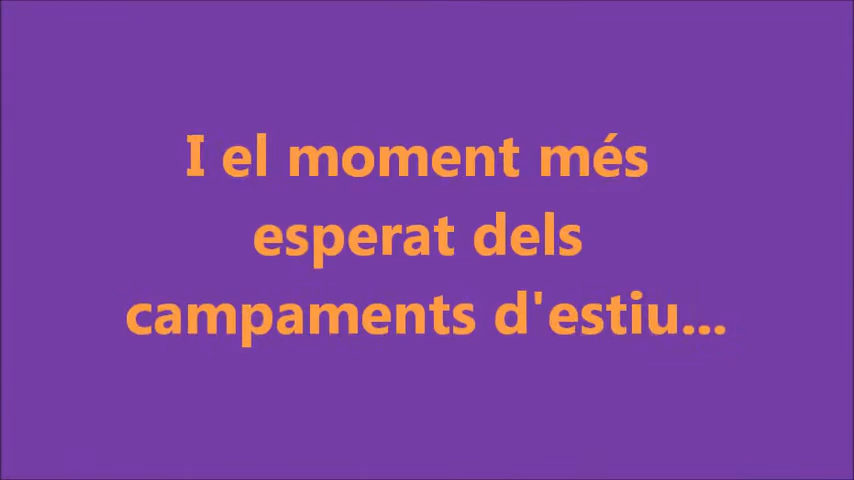 I el moment més
esperat dels
campaments d'estiu...